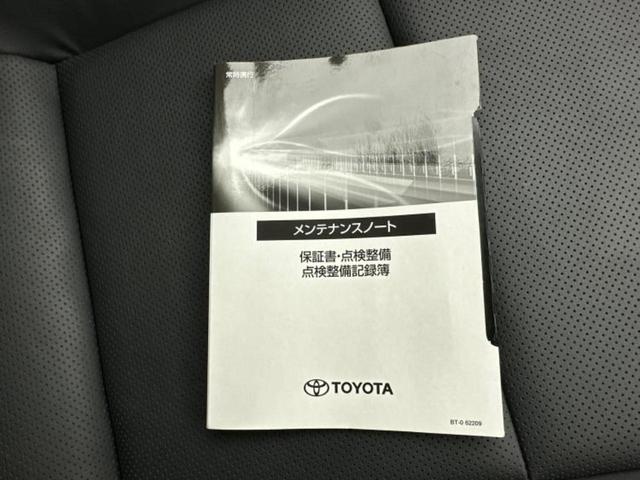 常時携行
メンテナンスノート
保証書・点検整備
点検整備記録簿
TOYOTA
BT-0 62209